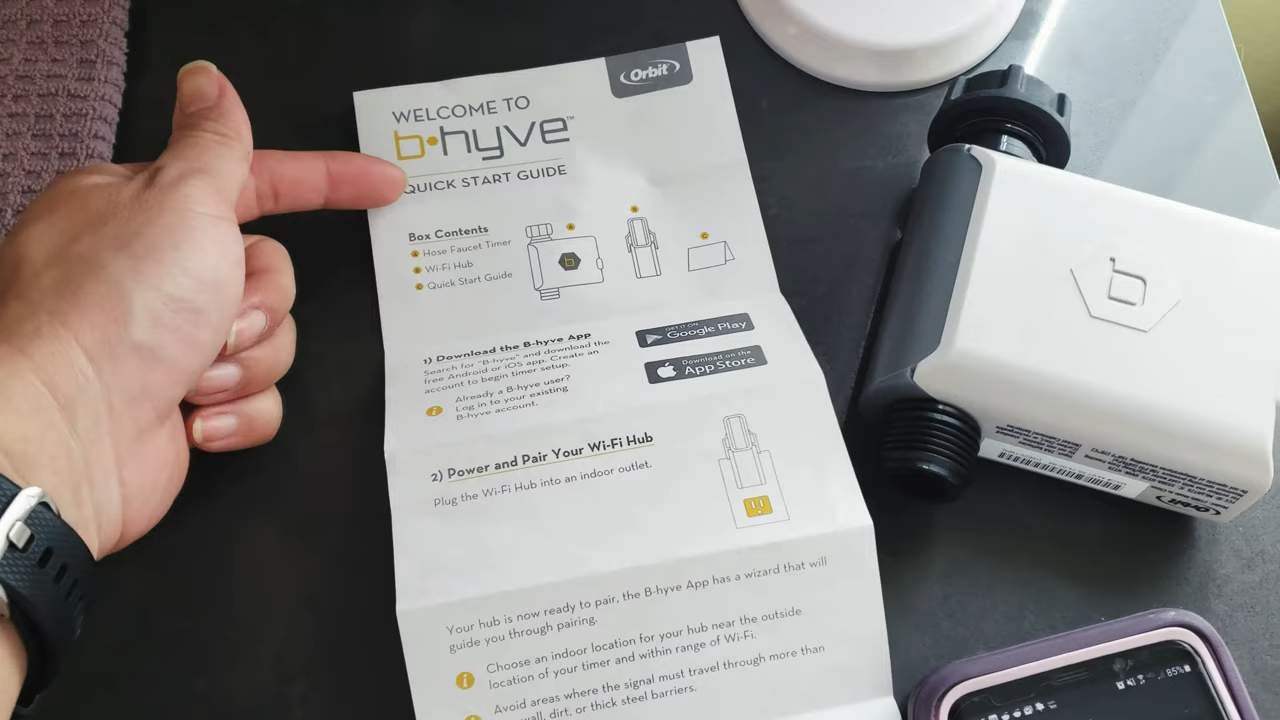 Orbit
WELCOME TO
b•hyve™
QUICK START GUIDE
Box Contents
A Hose Faucet Timer
B Wi-Fi Hub
C Quick Start Guide
A
B
C
b
1) Download the B-hyve App
Search for "B-hyve" and download the
free Android or iOS app. Create an
account to begin timer setup.
i Already a B-hyve user?
Log in to your existing
B-hyve account.
GET IT ON
Google Play
Download on the
App Store
2) Power and Pair Your Wi-Fi Hub
Plug the Wi-Fi Hub into an indoor outlet.
Your hub is now ready to pair, the B-hyve App has a wizard that will
guide you through pairing.
i Choose an indoor location for your hub near the outside
location of your timer and within range of Wi-Fi.
Avoid areas where the signal must travel through more than
wall, dirt, or thick steel barriers.
b
Orbit
85%